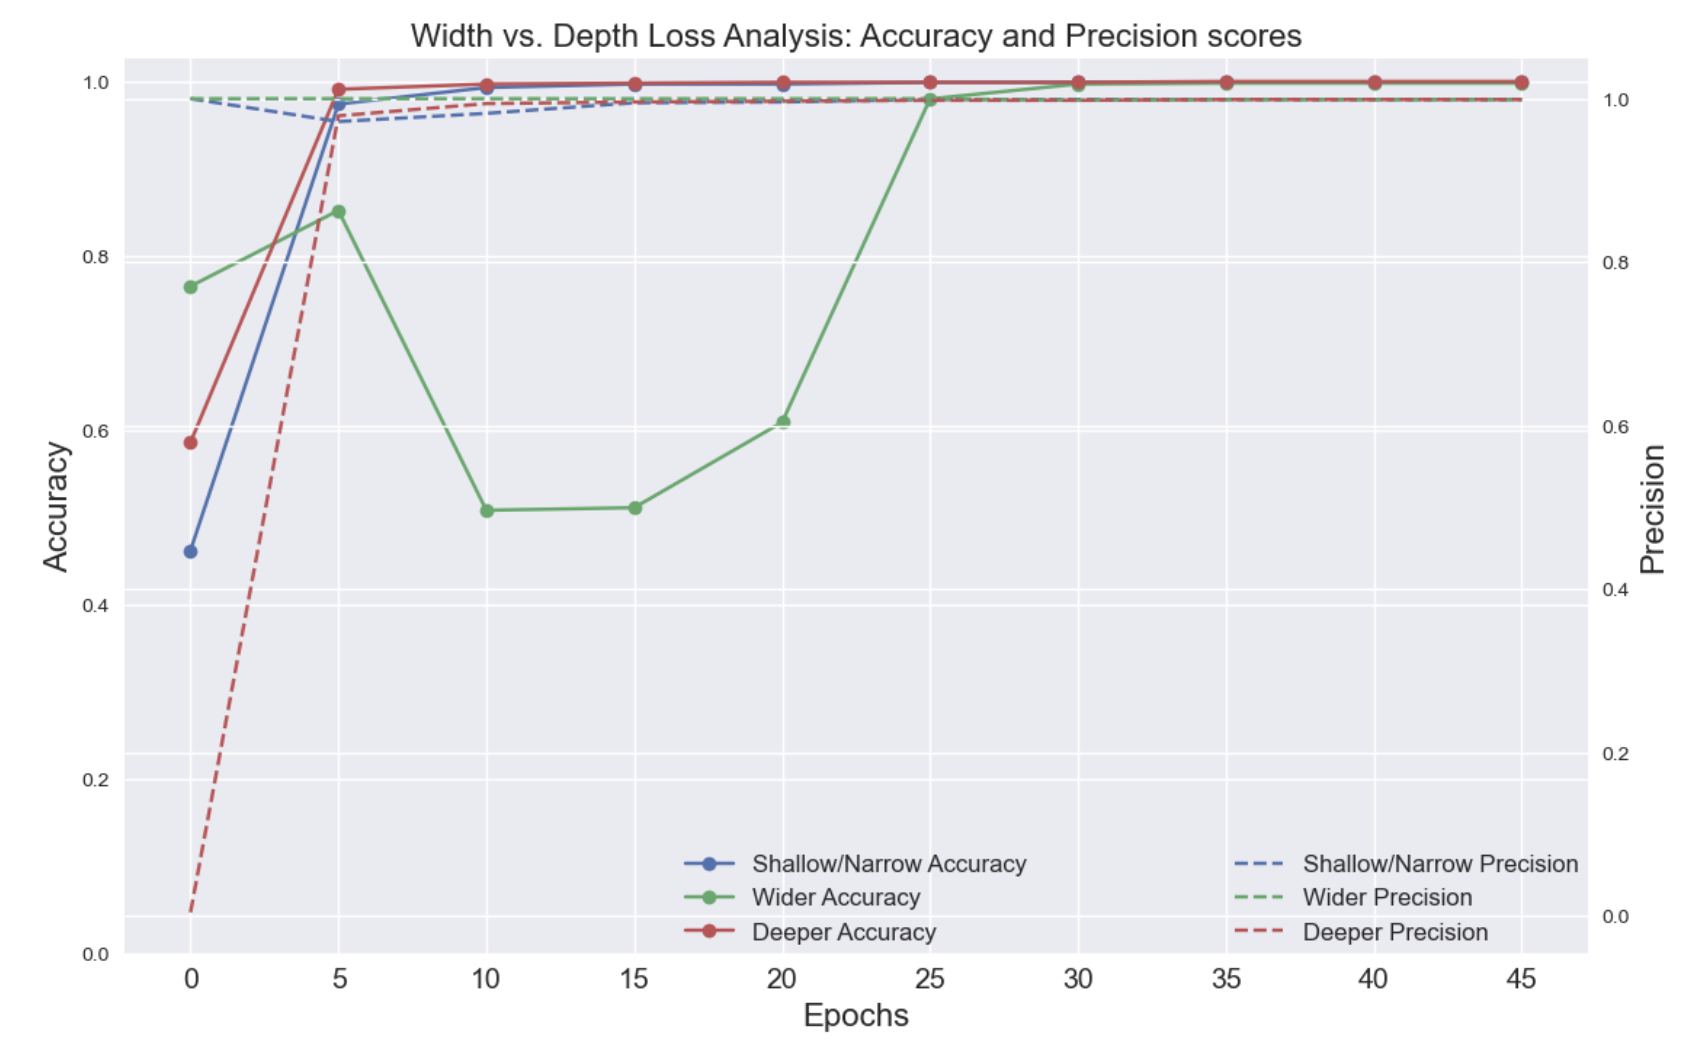 Width vs. Depth Loss Analysis: Accuracy and Precision scores
Accuracy
1.0
0.8
0.6
0.4
0.2
0.0
Precision
1.0
0.8
0.6
0.4
0.2
0.0
Shallow/Narrow Accuracy
Wider Accuracy
Deeper Accuracy
Shallow/Narrow Precision
Wider Precision
Deeper Precision
0 5 10 15 20 25 30 35 40 45
Epochs